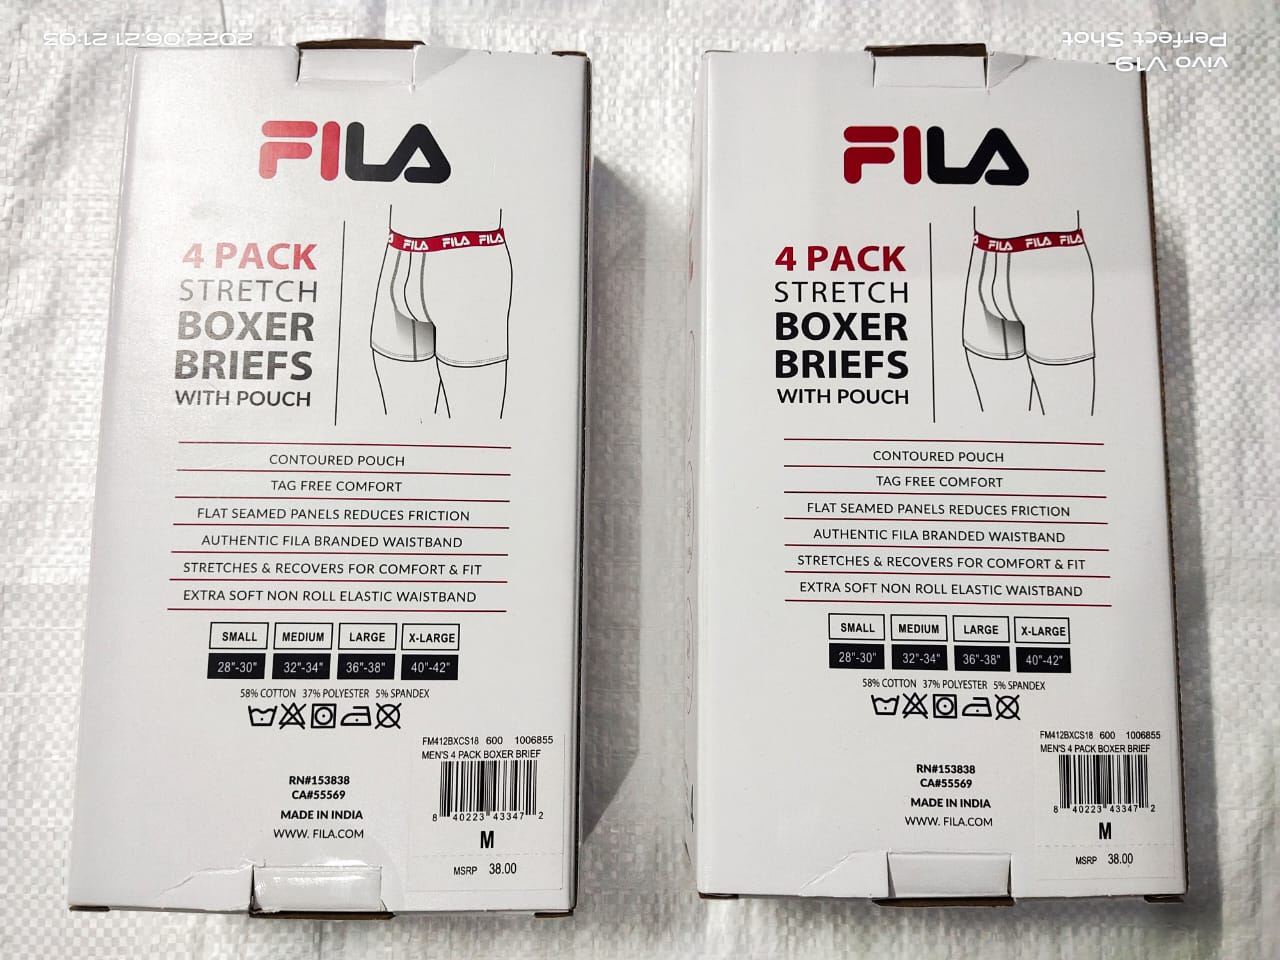 2022.06.21 21:05
vivo V19
Perfect Shot
FILA
4 PACK
STRETCH
BOXER
BRIEFS
WITH POUCH
FILA FILA FILA
CONTOURED POUCH
TAG FREE COMFORT
FLAT SEAMED PANELS REDUCES FRICTION
AUTHENTIC FILA BRANDED WAISTBAND
STRETCHES & RECOVERS FOR COMFORT & FIT
EXTRA SOFT NON ROLL ELASTIC WAISTBAND
SMALL MEDIUM LARGE X-LARGE
28"-30" 32"-34" 36"-38" 40"-42"
58% COTTON 37% POLYESTER 5% SPANDEX
RN#153838
CA#55569
MADE IN INDIA
WWW. FILA.COM
FM412BXCS18 600 1006855
MEN'S 4 PACK BOXER BRIEF
8 40223 43347 2
M
MSRP 38.00
FILA
4 PACK
STRETCH
BOXER
BRIEFS
WITH POUCH
FILA FILA FILA
CONTOURED POUCH
TAG FREE COMFORT
FLAT SEAMED PANELS REDUCES FRICTION
AUTHENTIC FILA BRANDED WAISTBAND
STRETCHES & RECOVERS FOR COMFORT & FIT
EXTRA SOFT NON ROLL ELASTIC WAISTBAND
SMALL MEDIUM LARGE X-LARGE
28"-30" 32"-34" 36"-38" 40"-42"
58% COTTON 37% POLYESTER 5% SPANDEX
RN#153838
CA#55569
MADE IN INDIA
WWW. FILA.COM
FM412BXCS18 600 1006855
MEN'S 4 PACK BOXER BRIEF
8 40223 43347 2
M
MSRP 38.00